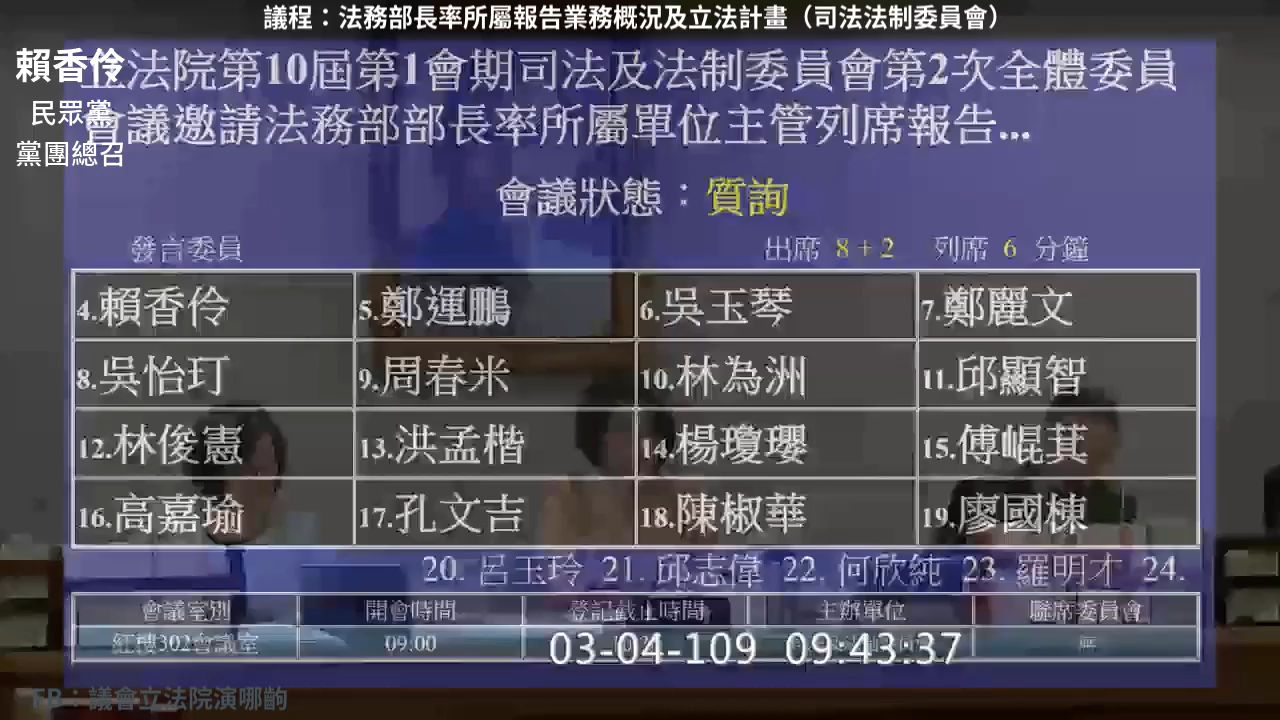 議程：法務部長率所屬報告業務概況及立法計畫（司法法制委員會）
賴香伶
民眾黨
黨團總召
立法院第10屆第1會期司法及法制委員會第2次全體委員
會議邀請法務部部長率所屬單位主管列席報告...
會議狀態：質詢
發言委員 出席 8+2 列席 6 分鐘
4.賴香伶 5.鄭運鵬 6.吳玉琴 7.鄭麗文
8.吳怡玎 9.周春米 10.林為洲 11.邱顯智
12.林俊憲 13.洪孟楷 14.楊瓊瓔 15.傅崐萁
16.高嘉瑜 17.孔文吉 18.陳椒華 19.廖國棟
20. 呂玉玲 21. 邱志偉 22. 何欣純 23. 羅明才 24.
會議室別 開會時間 登記截止時間 主辦單位 聯席委員會
紅樓302會議室 09:00 無
03-04-109 09:43:37
FB：議會立法院演哪齣